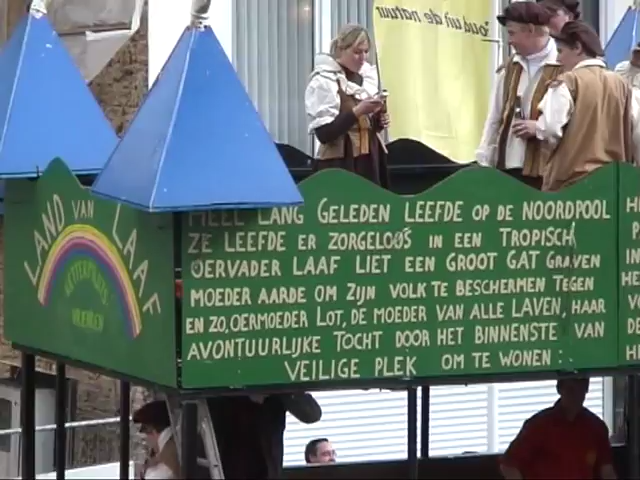 oud un de natuur
LAND VAN LAAF
HEEL LANG GELEDEN LEEFDE OP DE NOORDPOOL
ZE LEEFDE ER ZORGELOOS IN EEN TROPISCH
OERVADER LAAF LIET EEN GROOT GAT GRAVEN
MOEDER AARDE OM ZIJN VOLK TE BESCHERMEN TEGEN
EN ZO, OERMOEDER LOT, DE MOEDER VAN ALLE LAVEN, HAAR
AVONTUURLIJKE TOCHT DOOR HET BINNENSTE VAN
VEILIGE PLEK OM TE WONEN: